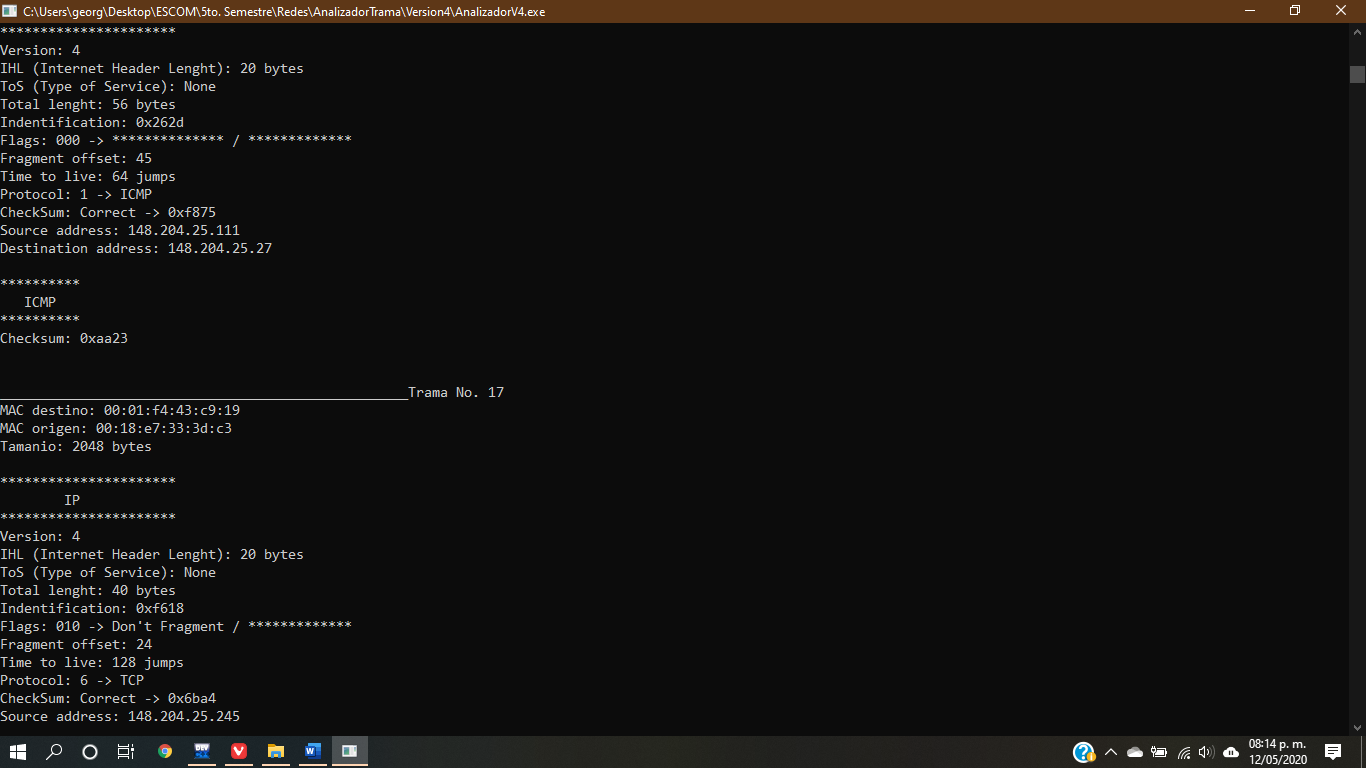 C:\Users\georg\Desktop\ESCOM\5to. Semestre\Redes\AnalizadorTrama\Version4\AnalizadorV4.exe
**********************
Version: 4
IHL (Internet Header Lenght): 20 bytes
ToS (Type of Service): None
Total lenght: 56 bytes
Indentification: 0x262d
Flags: 000 -> ************** / *************
Fragment offset: 45
Time to live: 64 jumps
Protocol: 1 -> ICMP
CheckSum: Correct -> 0xf875
Source address: 148.204.25.111
Destination address: 148.204.25.27
**********
ICMP
**********
Checksum: 0xaa23
___________________________________________________Trama No. 17
MAC destino: 00:01:f4:43:c9:19
MAC origen: 00:18:e7:33:3d:c3
Tamanio: 2048 bytes
**********************
IP
**********************
Version: 4
IHL (Internet Header Lenght): 20 bytes
ToS (Type of Service): None
Total lenght: 40 bytes
Indentification: 0xf618
Flags: 010 -> Don't Fragment / *************
Fragment offset: 24
Time to live: 128 jumps
Protocol: 6 -> TCP
CheckSum: Correct -> 0x6ba4
Source address: 148.204.25.245
08:14 p. m.
12/05/2020